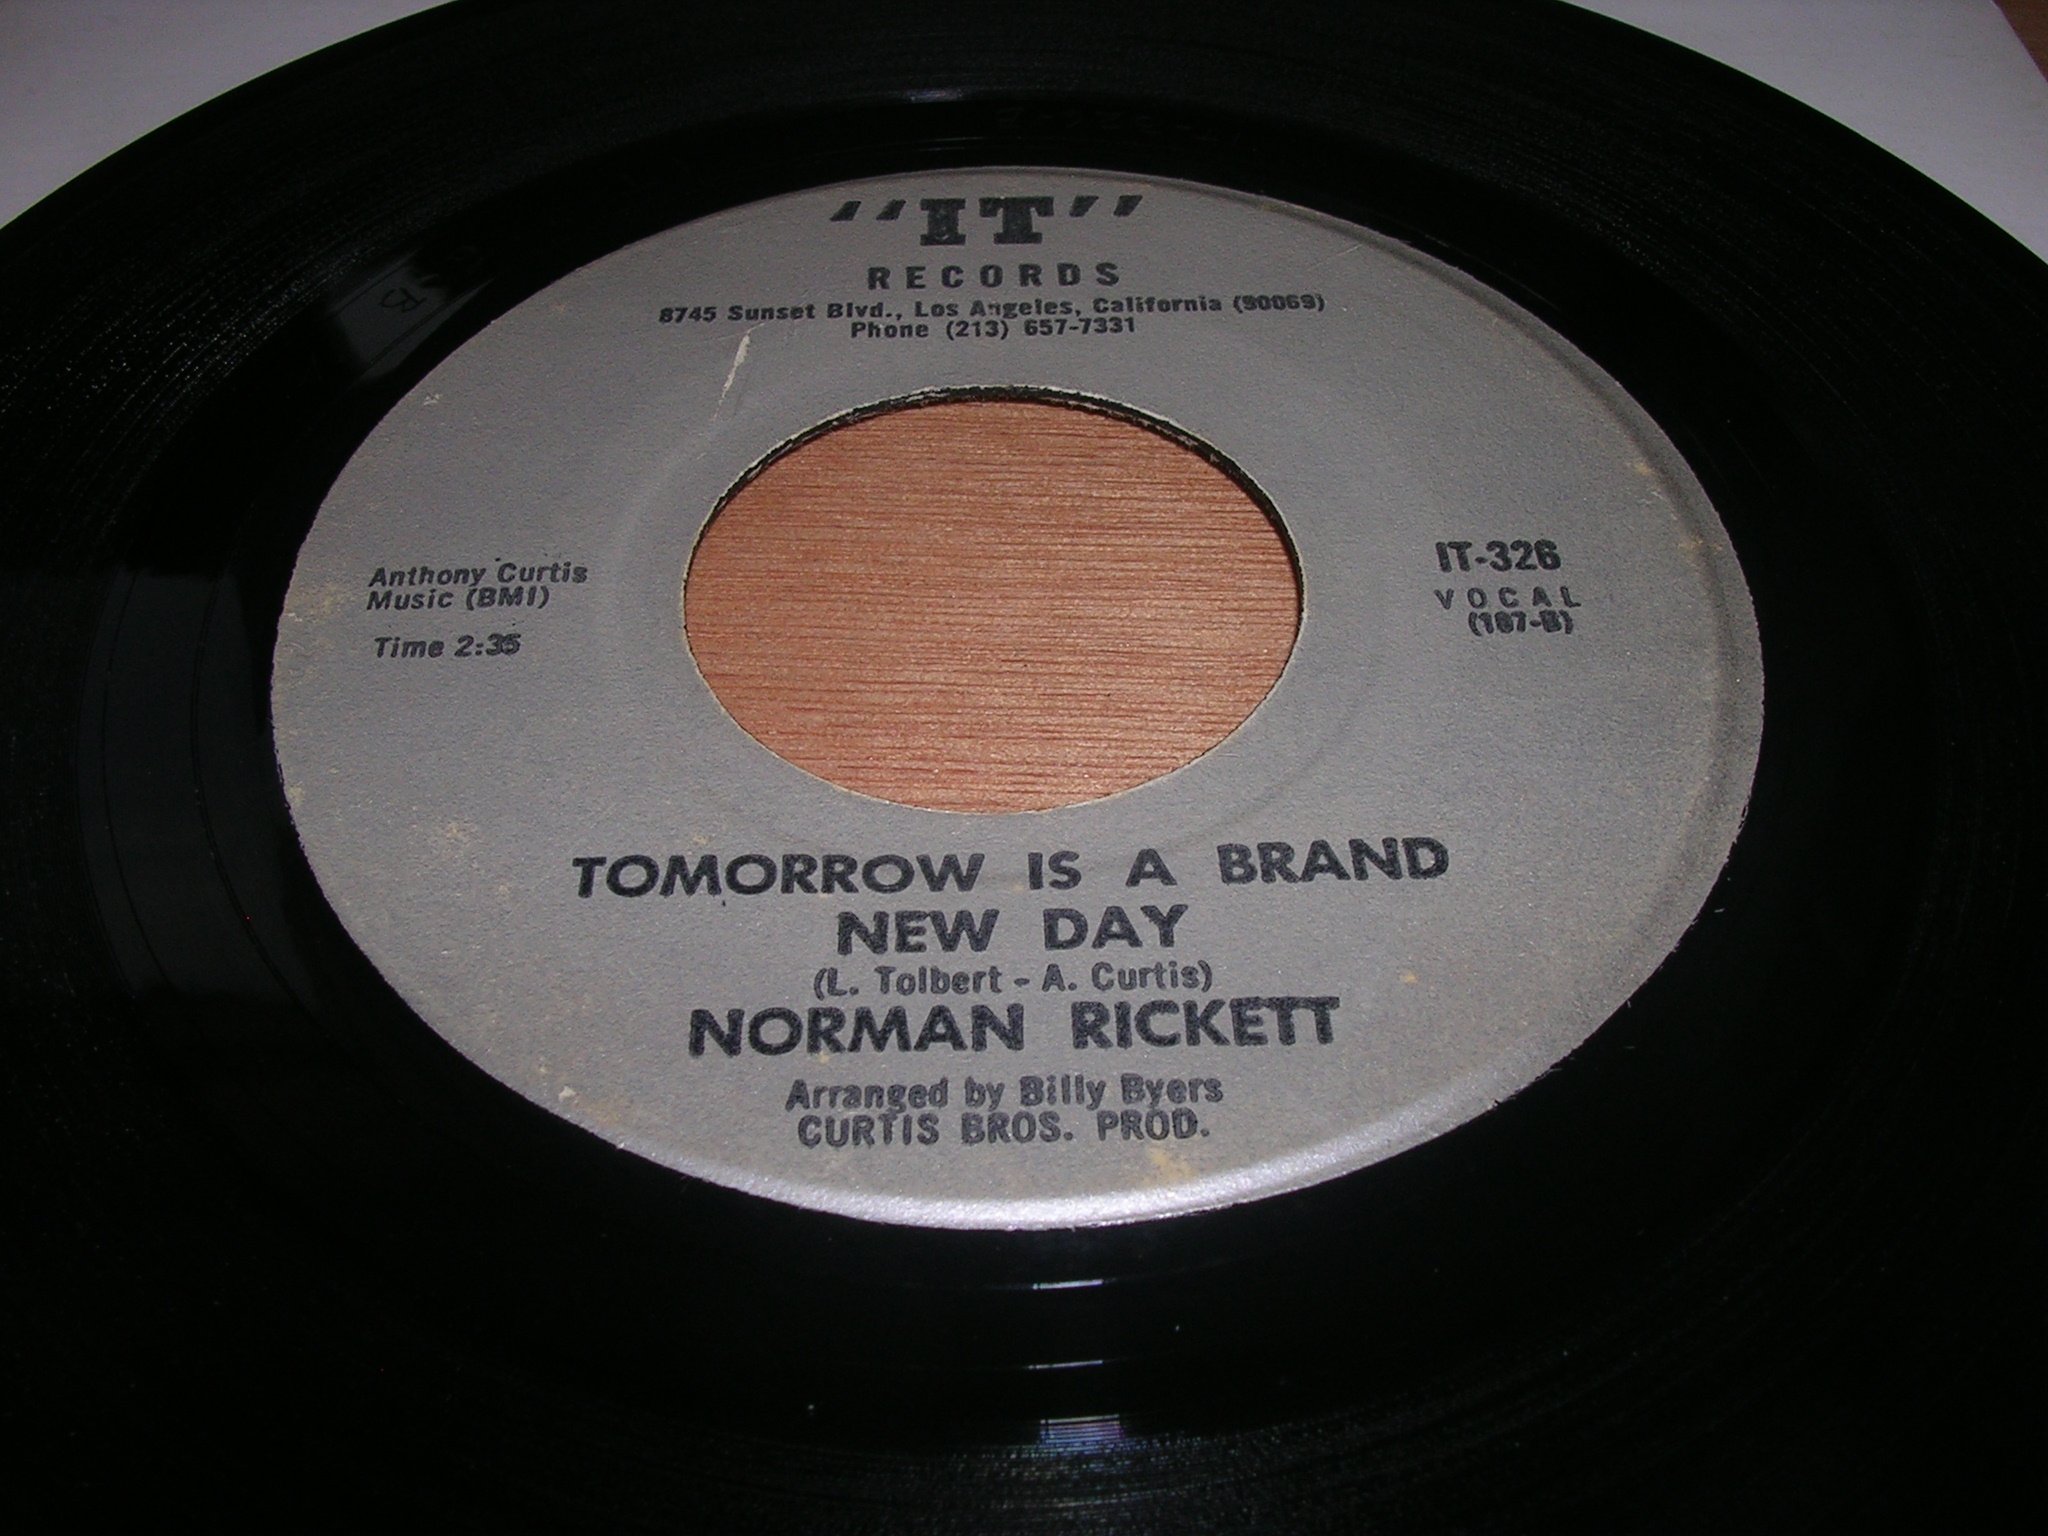 "IT"
RECORDS
8745 Sunset Blvd., Los Angeles, California (90069)
Phone (213) 657-7331
Anthony Curtis
Music (BMI)
Time 2:35
IT-326
VOCAL
(187-B)
TOMORROW IS A BRAND
NEW DAY
(L. Tolbert - A. Curtis)
NORMAN RICKETT
Arranged by Billy Byers
CURTIS BROS. PROD.